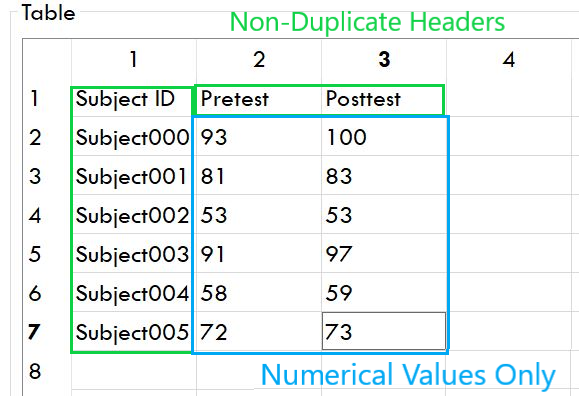 Table
Non-Duplicate Headers
1 2 3 4
1 Subject ID Pretest Posttest
2 Subject000 93 100
3 Subject001 81 83
4 Subject002 53 53
5 Subject003 91 97
6 Subject004 58 59
7 Subject005 72 73
8
Numerical Values Only